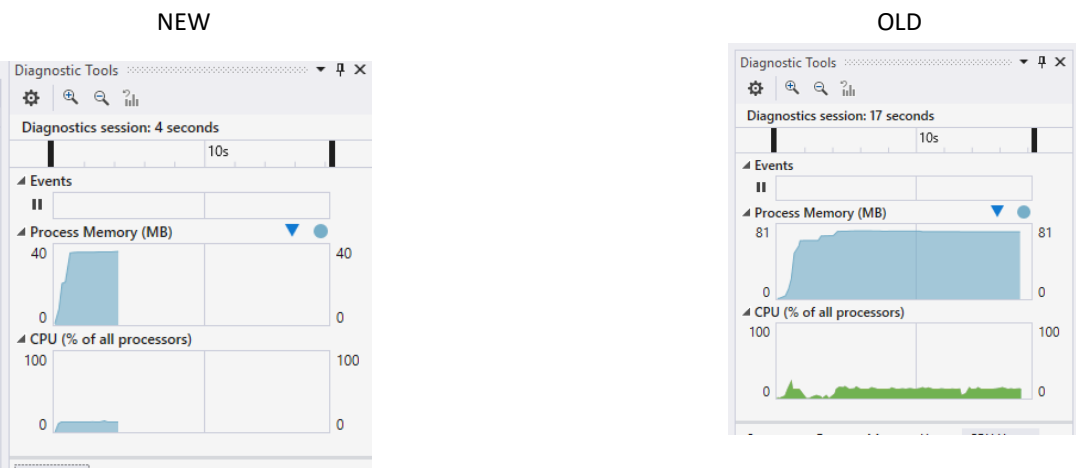 NEW
Diagnostic Tools
Diagnostics session: 4 seconds
10s
Events
Process Memory (MB)
40
40
0
0
CPU (% of all processors)
100
100
0
0
OLD
Diagnostic Tools
Diagnostics session: 17 seconds
10s
Events
Process Memory (MB)
81
81
0
0
CPU (% of all processors)
100
100
0
0